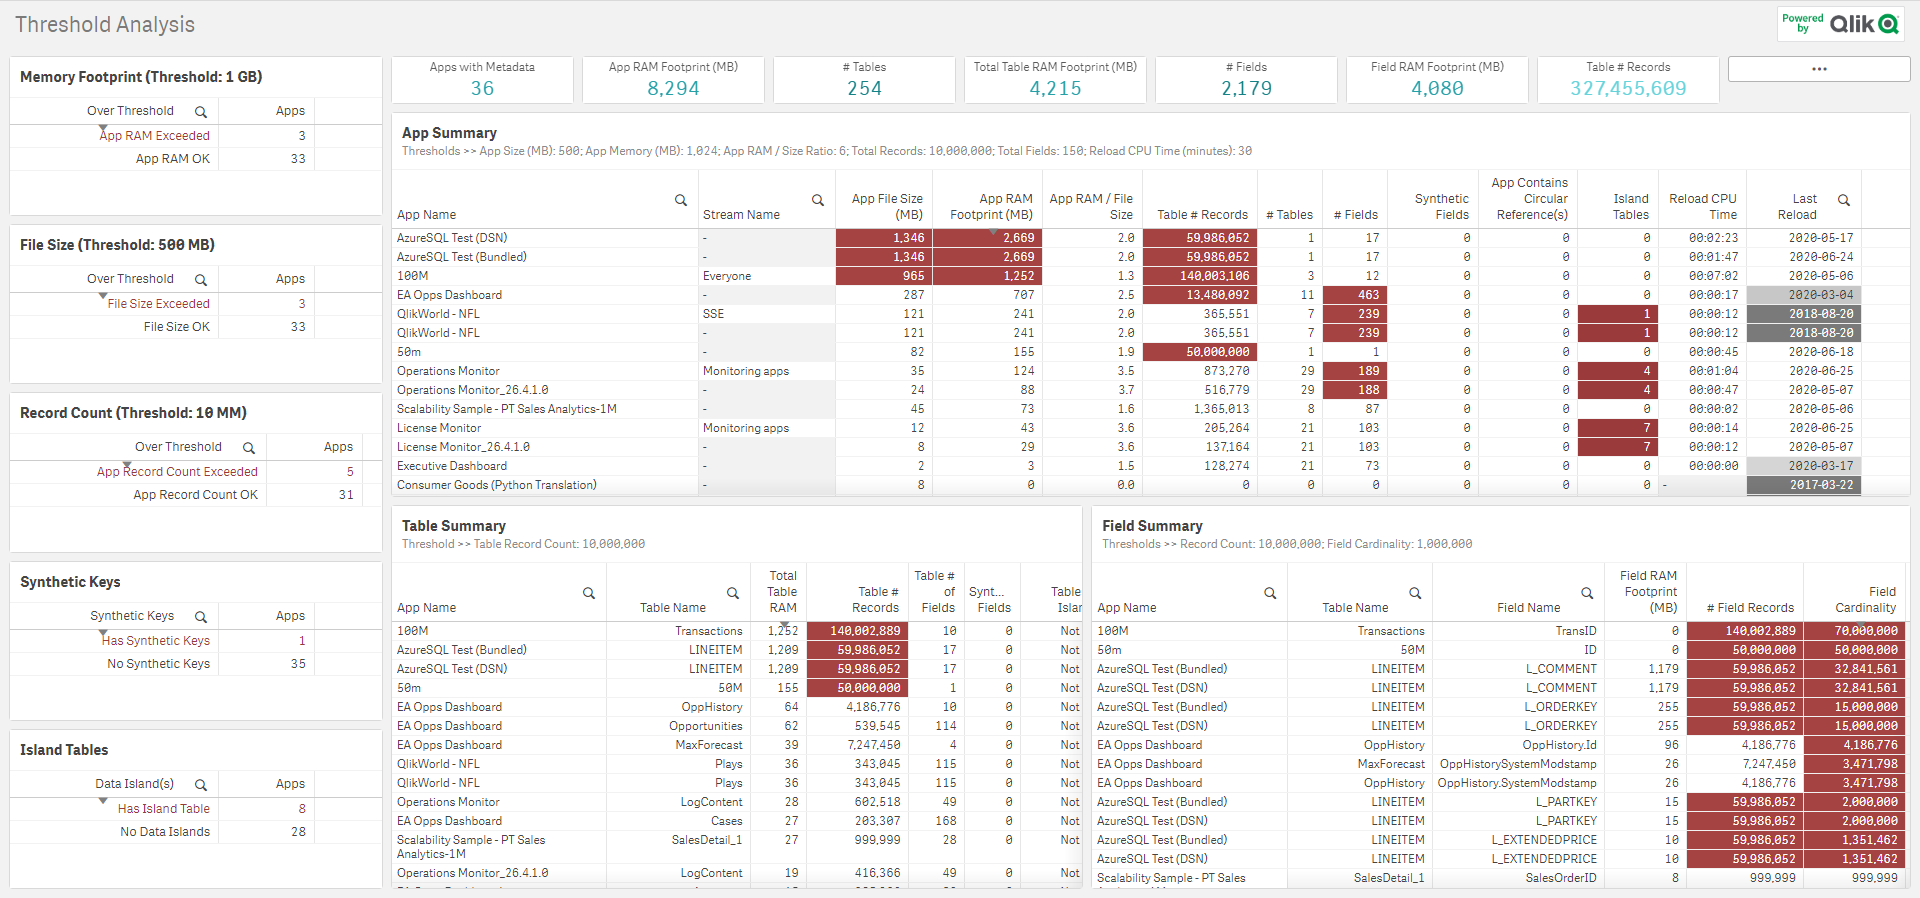 Threshold Analysis
Powered by Qlik
Memory Footprint (Threshold: 1 GB)
Over Threshold Apps
App RAM Exceeded 3
App RAM OK 33
File Size (Threshold: 500 MB)
Over Threshold Apps
File Size Exceeded 3
File Size OK 33
Record Count (Threshold: 10 MM)
Over Threshold Apps
App Record Count Exceeded 5
App Record Count OK 31
Synthetic Keys
Synthetic Keys Apps
Has Synthetic Keys 1
No Synthetic Keys 35
Island Tables
Data Island(s) Apps
Has Island Table 8
No Data Islands 28
Apps with Metadata
36
App RAM Footprint (MB)
8,294
# Tables
254
Total Table RAM Footprint (MB)
4,215
# Fields
2,179
Field RAM Footprint (MB)
4,080
Table # Records
327,455,609
...
App Summary
Thresholds >> App Size (MB): 500; App Memory (MB): 1,024; App RAM / Size Ratio: 6; Total Records: 10,000,000; Total Fields: 150; Reload CPU Time (minutes): 30
App Name Stream Name App File Size (MB) App RAM Footprint (MB) App RAM / File Size Table # Records # Tables # Fields Synthetic Fields App Contains Circular Reference(s) Island Tables Reload CPU Time Last Reload
AzureSQL Test (DSN) - 1,346 2,669 2.0 59,986,052 1 17 0 0 0 00:02:23 2020-05-17
AzureSQL Test (Bundled) - 1,346 2,669 2.0 59,986,052 1 17 0 0 0 00:01:47 2020-06-24
100M Everyone 965 1,252 1.3 140,003,106 3 12 0 0 0 00:07:02 2020-05-06
EA Opps Dashboard - 287 707 2.5 13,480,092 11 463 0 0 0 00:00:17 2020-03-04
QlikWorld - NFL SSE 121 241 2.0 365,551 7 239 0 0 1 00:00:12 2018-08-20
QlikWorld - NFL - 121 241 2.0 365,551 7 239 0 0 1 00:00:12 2018-08-20
50m - 82 155 1.9 50,000,000 1 1 0 0 0 00:00:45 2020-06-18
Operations Monitor Monitoring apps 35 124 3.5 873,270 29 189 0 0 4 00:01:04 2020-06-25
Operations Monitor_26.4.1.0 - 24 88 3.7 516,779 29 188 0 0 4 00:00:47 2020-05-07
Scalability Sample - PT Sales Analytics-1M - 45 73 1.6 1,365,013 8 87 0 0 0 00:00:02 2020-05-06
License Monitor Monitoring apps 12 43 3.6 205,264 21 103 0 0 7 00:00:14 2020-06-25
License Monitor_26.4.1.0 - 8 29 3.6 137,164 21 103 0 0 7 00:00:12 2020-05-07
Executive Dashboard - 2 3 1.5 128,274 21 73 0 0 0 00:00:00 2020-03-17
Consumer Goods (Python Translation) - 8 0 0.0 0 0 0 0 0 0 - 2017-03-22
Table Summary
Threshold >> Table Record Count: 10,000,000
App Name Table Name Total Table RAM Table # Records Table # of Fields Synt... Fields Table Islar
100M Transactions 1,252 140,002,889 10 0 Not
AzureSQL Test (Bundled) LINEITEM 1,209 59,986,052 17 0 Not
AzureSQL Test (DSN) LINEITEM 1,209 59,986,052 17 0 Not
50m 50M 155 50,000,000 1 0 Not
EA Opps Dashboard OppHistory 64 4,186,776 10 0 Not
EA Opps Dashboard Opportunities 62 539,545 114 0 Not
EA Opps Dashboard MaxForecast 39 7,247,450 4 0 Not
QlikWorld - NFL Plays 36 343,045 115 0 Not
QlikWorld - NFL Plays 36 343,045 115 0 Not
Operations Monitor LogContent 28 602,518 49 0 Not
EA Opps Dashboard Cases 27 203,307 168 0 Not
Scalability Sample - PT Sales Analytics-1M SalesDetail_1 27 999,999 28 0 Not
Operations Monitor_26.4.1.0 LogContent 19 416,366 49 0 Not
Field Summary
Thresholds >> Record Count: 10,000,000; Field Cardinality: 1,000,000
App Name Table Name Field Name Field RAM Footprint (MB) # Field Records Field Cardinality
100M Transactions TransID 0 140,002,889 70,000,000
50m 50M ID 0 50,000,000 50,000,000
AzureSQL Test (Bundled) LINEITEM L_COMMENT 1,179 59,986,052 32,841,561
AzureSQL Test (DSN) LINEITEM L_COMMENT 1,179 59,986,052 32,841,561
AzureSQL Test (Bundled) LINEITEM L_ORDERKEY 255 59,986,052 15,000,000
AzureSQL Test (DSN) LINEITEM L_ORDERKEY 255 59,986,052 15,000,000
EA Opps Dashboard OppHistory OppHistory.Id 96 4,186,776 4,186,776
EA Opps Dashboard MaxForecast OppHistorySystemModstamp 26 7,247,450 3,471,798
EA Opps Dashboard OppHistory OppHistory.SystemModstamp 26 4,186,776 3,471,798
AzureSQL Test (Bundled) LINEITEM L_PARTKEY 15 59,986,052 2,000,000
AzureSQL Test (DSN) LINEITEM L_PARTKEY 15 59,986,052 2,000,000
AzureSQL Test (Bundled) LINEITEM L_EXTENDEDPRICE 10 59,986,052 1,351,462
AzureSQL Test (DSN) LINEITEM L_EXTENDEDPRICE 10 59,986,052 1,351,462
Scalability Sample - PT Sales SalesDetail_1 SalesOrderID 8 999,999 999,999